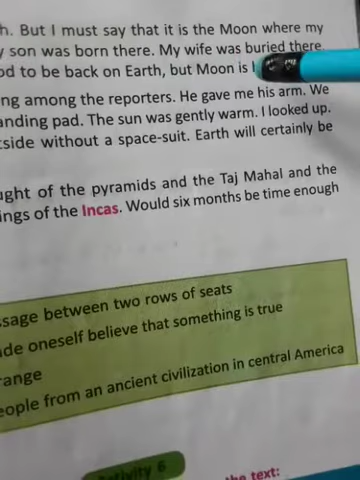 h. But I must say that it is the Moon where my
y son was born there. My wife was buried there.
od to be back on Earth, but Moon is
ng among the reporters. He gave me his arm. We
anding pad. The sun was gently warm. I looked up.
tside without a space-suit. Earth will certainly be
ught of the pyramids and the Taj Mahal and the
ings of the Incas. Would six months be time enough
ssage between two rows of seats
ade oneself believe that something is true
range
eople from an ancient civilization in central America
Activity 6
the text: